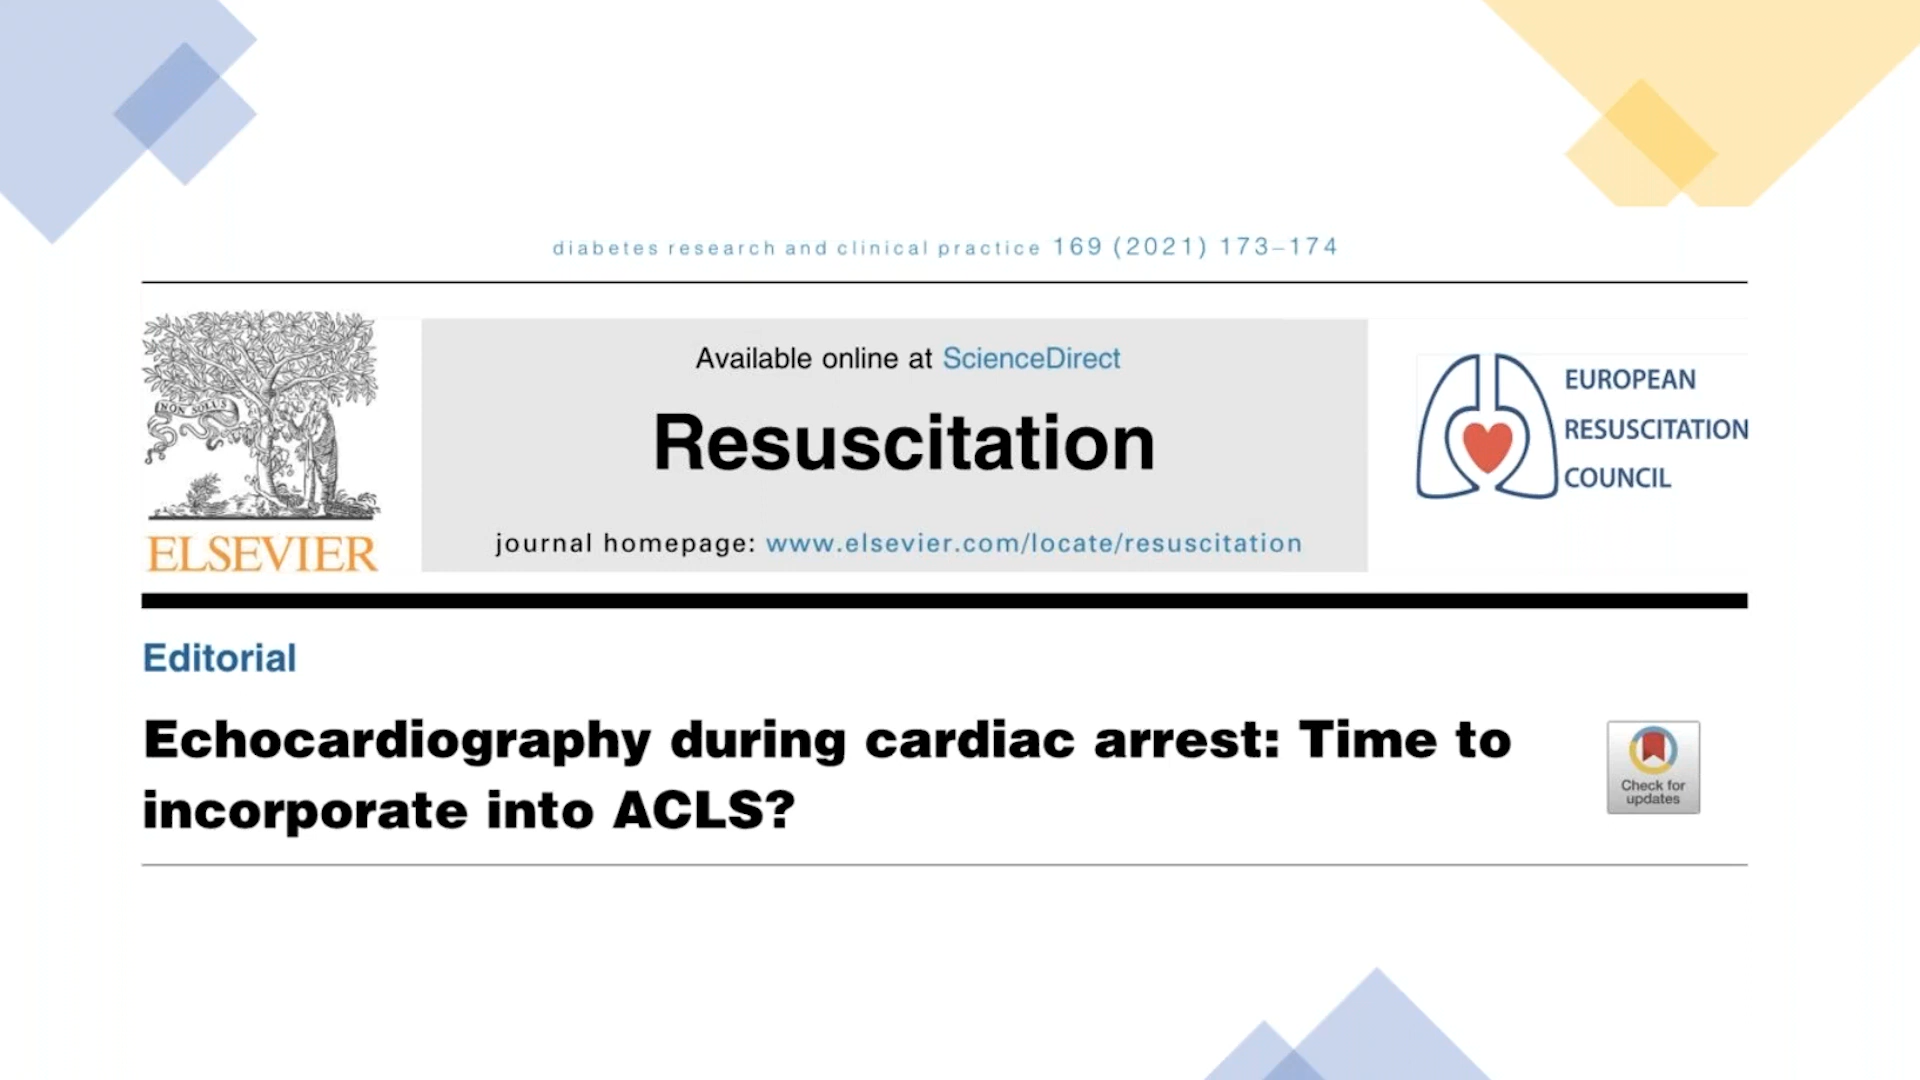 diabetes research and clinical practice 169 (2021) 173–174
Available online at ScienceDirect
Resuscitation
journal homepage: www.elsevier.com/locate/resuscitation
NON SOLUS
ELSEVIER
EUROPEAN
RESUSCITATION
COUNCIL
Editorial
Echocardiography during cardiac arrest: Time to
incorporate into ACLS?
Check for
updates